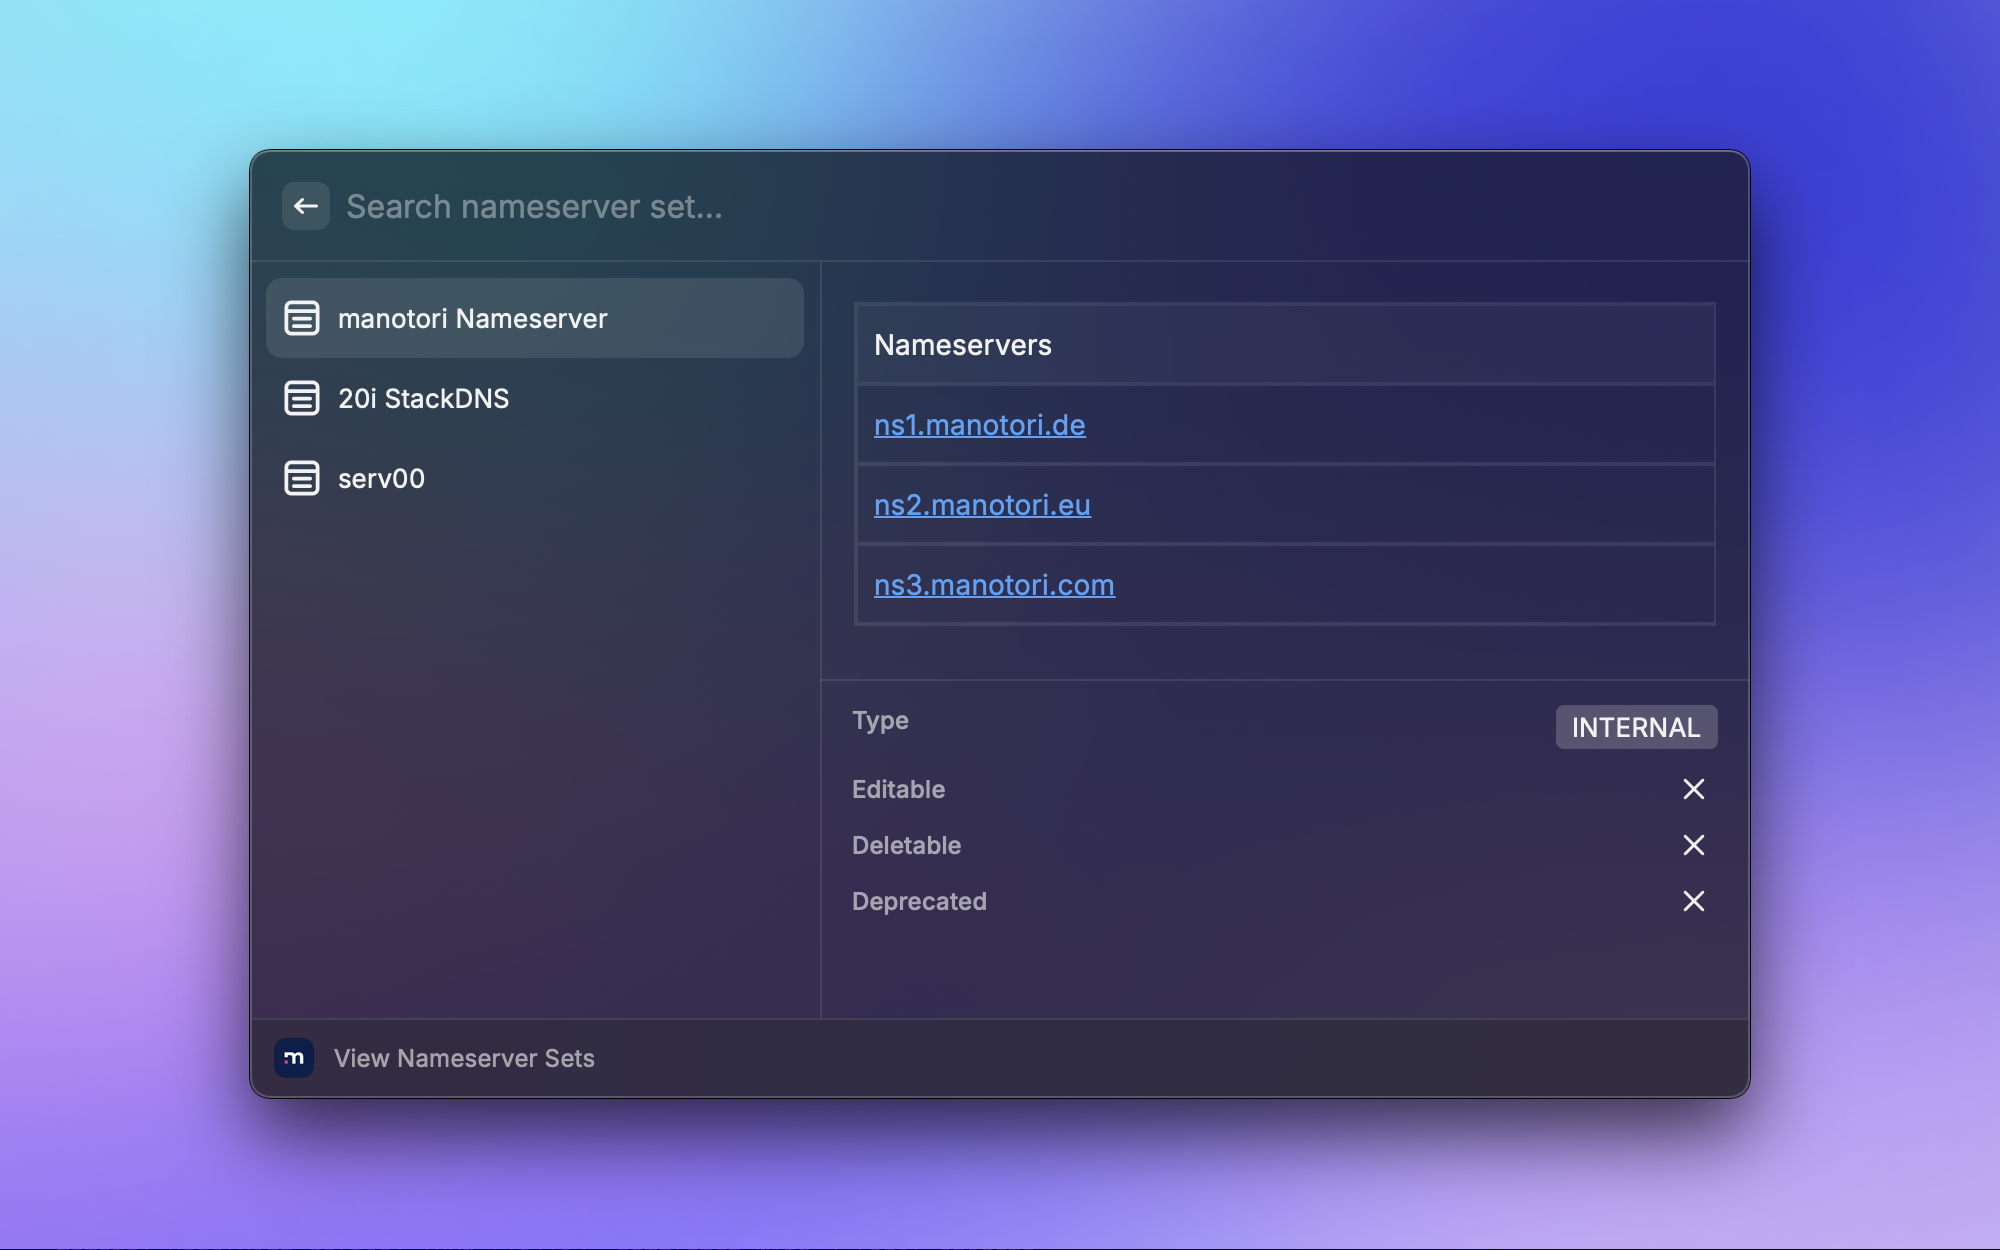 Search nameserver set...
manotori Nameserver
20i StackDNS
serv00
Nameservers
ns1.manotori.de
ns2.manotori.eu
ns3.manotori.com
Type
INTERNAL
Editable
Deletable
Deprecated
m
View Nameserver Sets